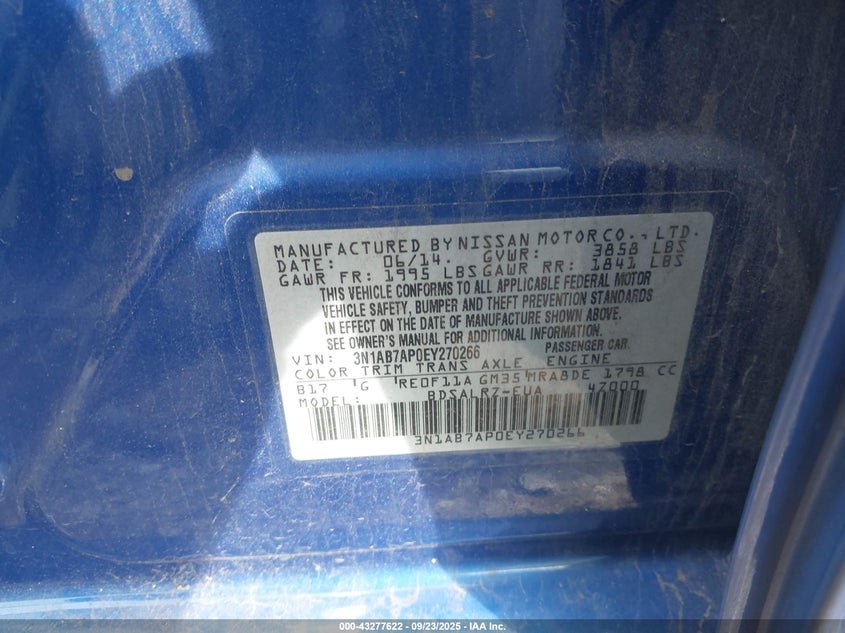 MANUFACTURED BY NISSAN MOTOR CO., LTD.
DATE: 06/14. GVWR: 3858 LBS
GAWR FR: 1995 LBS GAWR RR: 1841 LBS
THIS VEHICLE CONFORMS TO ALL APPLICABLE FEDERAL MOTOR
VEHICLE SAFETY, BUMPER AND THEFT PREVENTION STANDARDS
IN EFFECT ON THE DATE OF MANUFACTURE SHOWN ABOVE.
SEE OWNER'S MANUAL FOR ADDITIONAL INFORMATION.
VIN: 3N1AB7AP0EY270266 PASSENGER CAR
COLOR TRIM TRANS AXLE ENGINE
B17 G RE0F11A GM35 MRA8DE 1798 CC
MODEL: BDSALRZ-EUA 47000
3N1AB7AP0EY270266
000-43277622 - 09/23/2025 - IAA Inc.